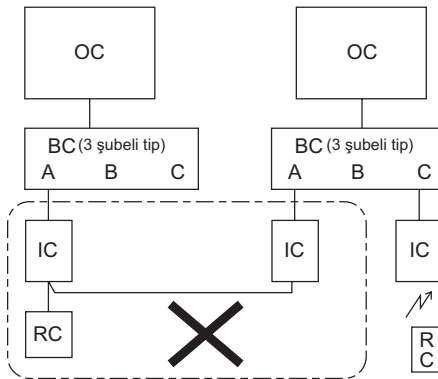 OC OC
BC (3 şubeli tip) BC (3 şubeli tip)
A B C A B C
IC IC IC
RC R
C